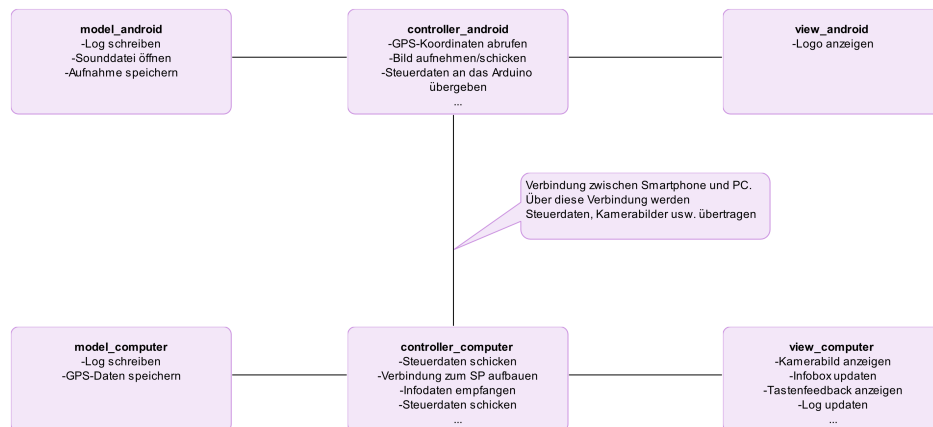 model_android
-Log schreiben
-Sounddatei öffnen
-Aufnahme speichern
controller_android
-GPS-Koordinaten abrufen
-Bild aufnehmen/schicken
-Steuerdaten an das Arduino
übergeben
...
view_android
-Logo anzeigen
Verbindung zwischen Smartphone und PC.
Über diese Verbindung werden
Steuerdaten, Kamerabilder usw. übertragen
model_computer
-Log schreiben
-GPS-Daten speichern
controller_computer
-Steuerdaten schicken
-Verbindung zum SP aufbauen
-Infodaten empfangen
-Steuerdaten schicken
...
view_computer
-Kamerabild anzeigen
-Infobox updaten
-Tastenfeedback anzeigen
-Log updaten
...